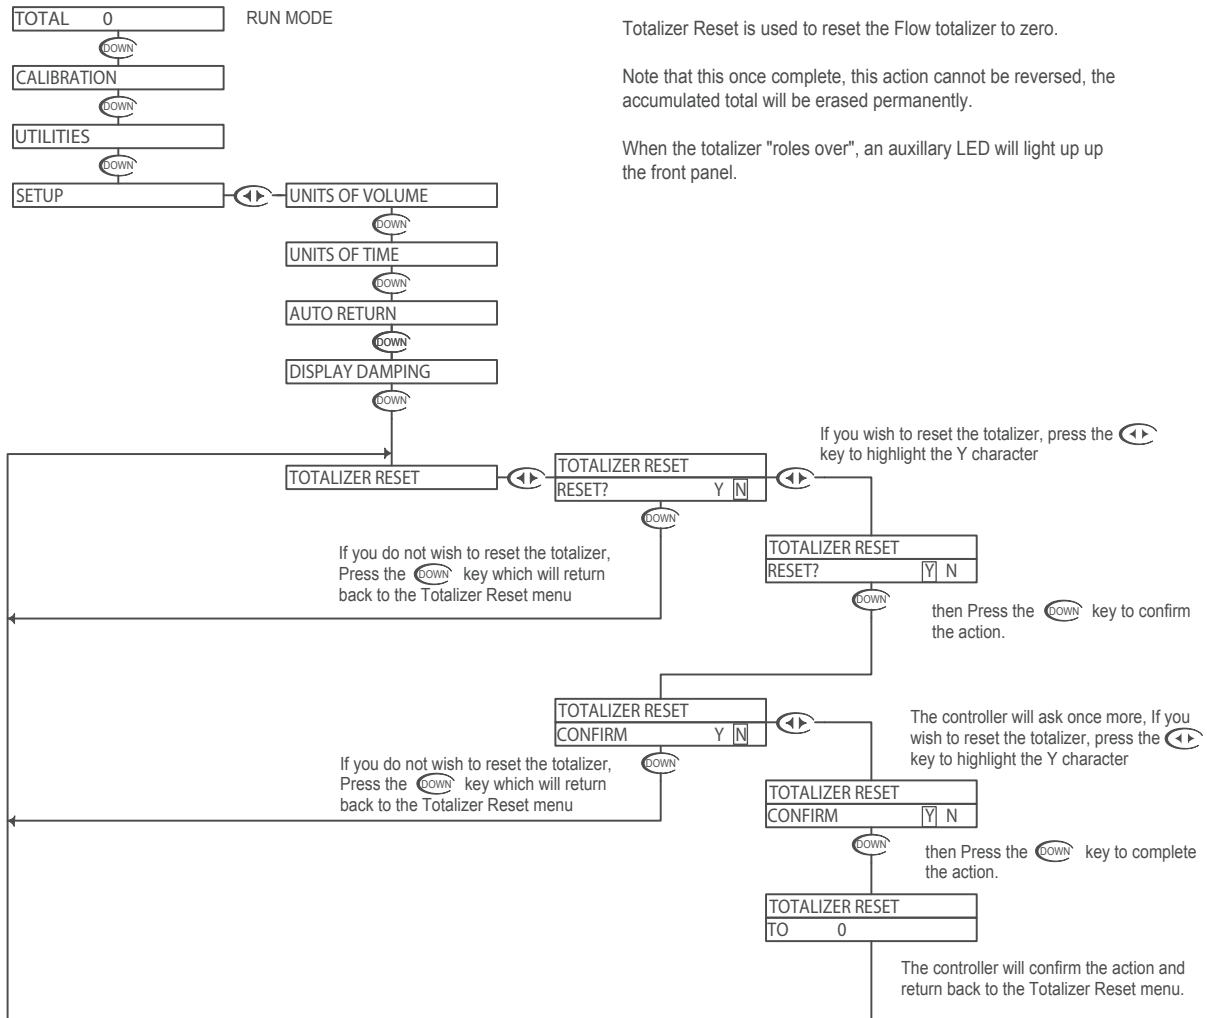 TOTAL 0
RUN MODE
DOWN
CALIBRATION
DOWN
UTILITIES
DOWN
SETUP
Totalizer Reset is used to reset the Flow totalizer to zero.
Note that this once complete, this action cannot be reversed, the
accumulated total will be erased permanently.
When the totalizer "roles over", an auxillary LED will light up up
the front panel.
UNITS OF VOLUME
DOWN
UNITS OF TIME
DOWN
AUTO RETURN
DOWN
DISPLAY DAMPING
DOWN
TOTALIZER RESET
TOTALIZER RESET
RESET? Y N
DOWN
If you wish to reset the totalizer, press the
key to highlight the Y character
If you do not wish to reset the totalizer,
Press the DOWN key which will return
back to the Totalizer Reset menu
TOTALIZER RESET
RESET? Y N
DOWN
then Press the DOWN key to confirm
the action.
TOTALIZER RESET
CONFIRM Y N
DOWN
If you do not wish to reset the totalizer,
Press the DOWN key which will return
back to the Totalizer Reset menu
The controller will ask once more, If you
wish to reset the totalizer, press the
key to highlight the Y character
TOTALIZER RESET
CONFIRM Y N
DOWN
then Press the DOWN key to complete
the action.
TOTALIZER RESET
TO 0
The controller will confirm the action and
return back to the Totalizer Reset menu.